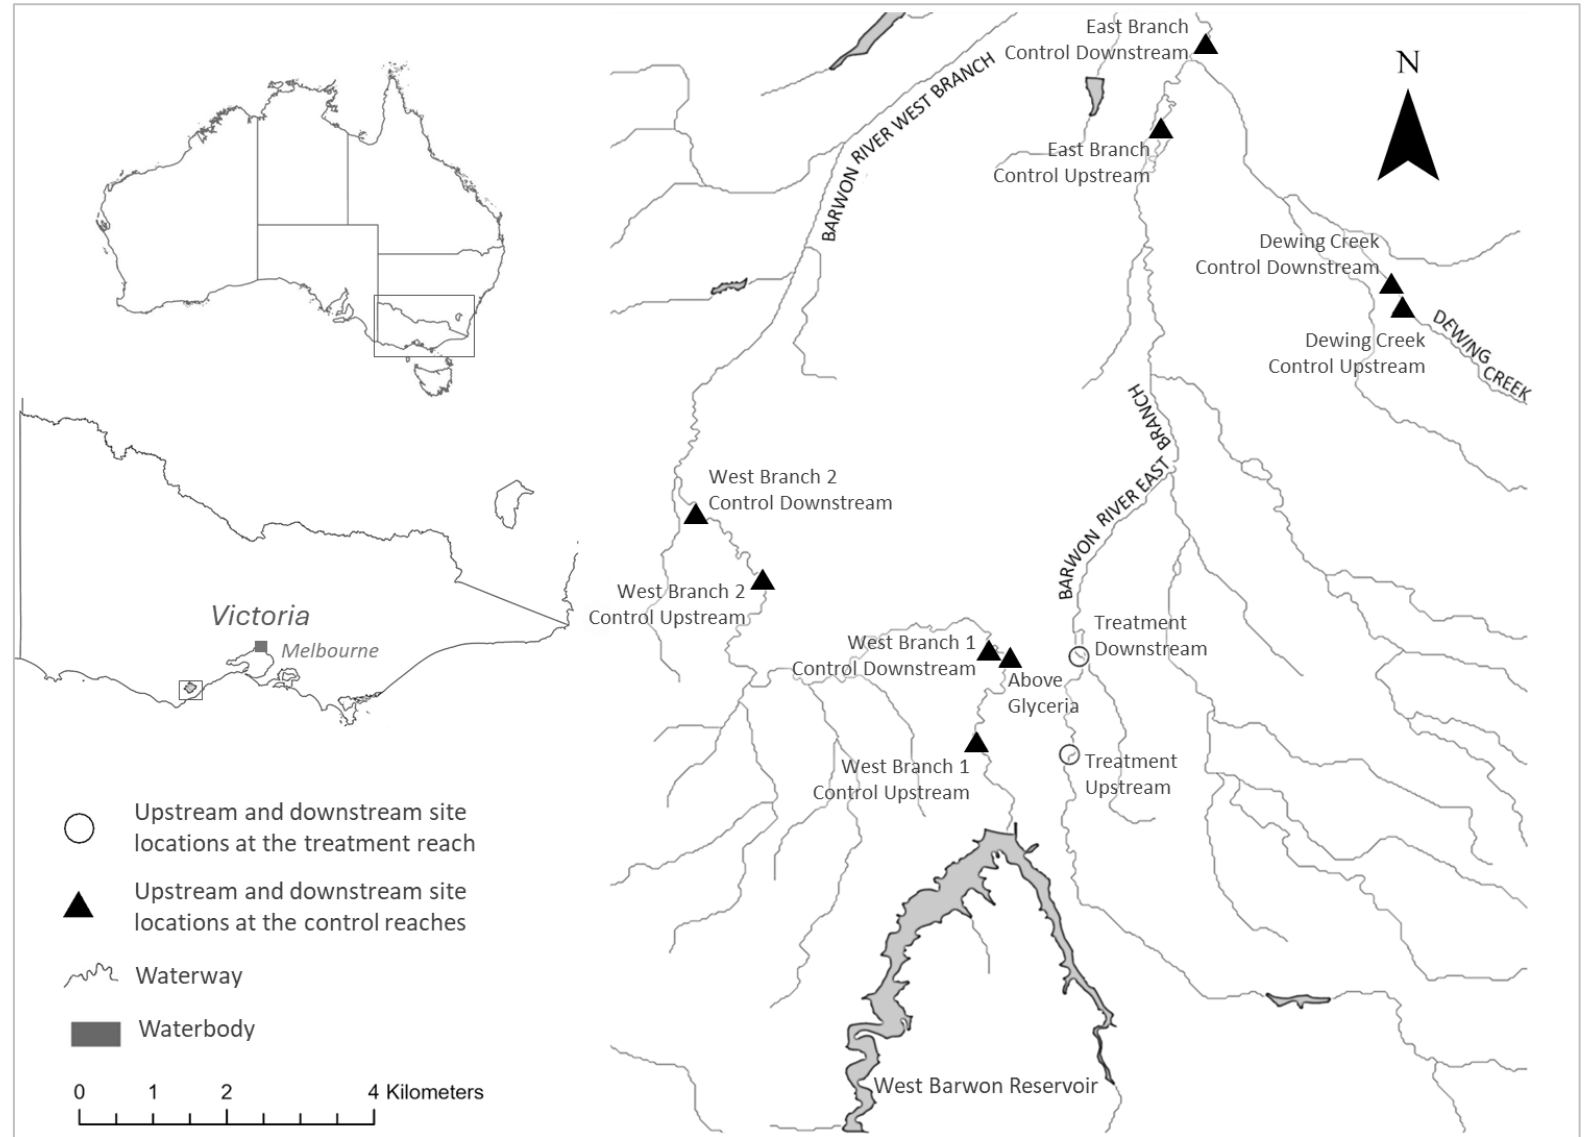 East Branch
Control Downstream
N
BARWON RIVER WEST BRANCH
East Branch
Control Upstream
Dewing Creek
Control Downstream
Dewing Creek
Control Upstream
DEWING
CREEK
BARWON RIVER EAST BRANCH
West Branch 2
Control Downstream
West Branch 2
Control Upstream
West Branch 1
Control Downstream
Above
Glyceria
Treatment
Downstream
West Branch 1
Control Upstream
Treatment
Upstream
West Barwon Reservoir
Victoria
Melbourne
Upstream and downstream site
locations at the treatment reach
Upstream and downstream site
locations at the control reaches
Waterway
Waterbody
0 1 2 4 Kilometers